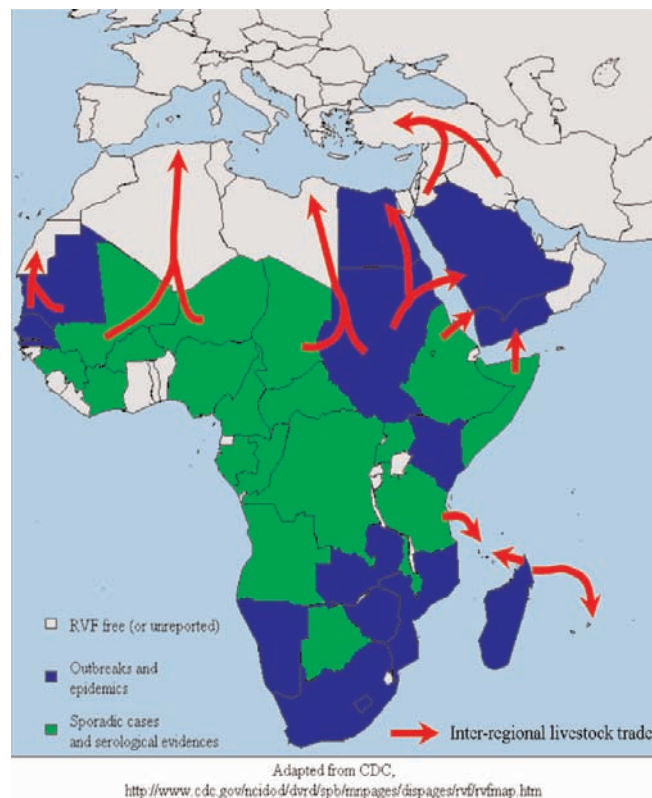 RVF free (or unreported)
Outbreaks and
epidemics
Sporadic cases
and serological evidences
Inter-regional livestock trade
Adapted from CDC,
http://www.cdc.gov/ncidod/dvrd/spb/mnpages/dispages/rvf/rvfmap.htm